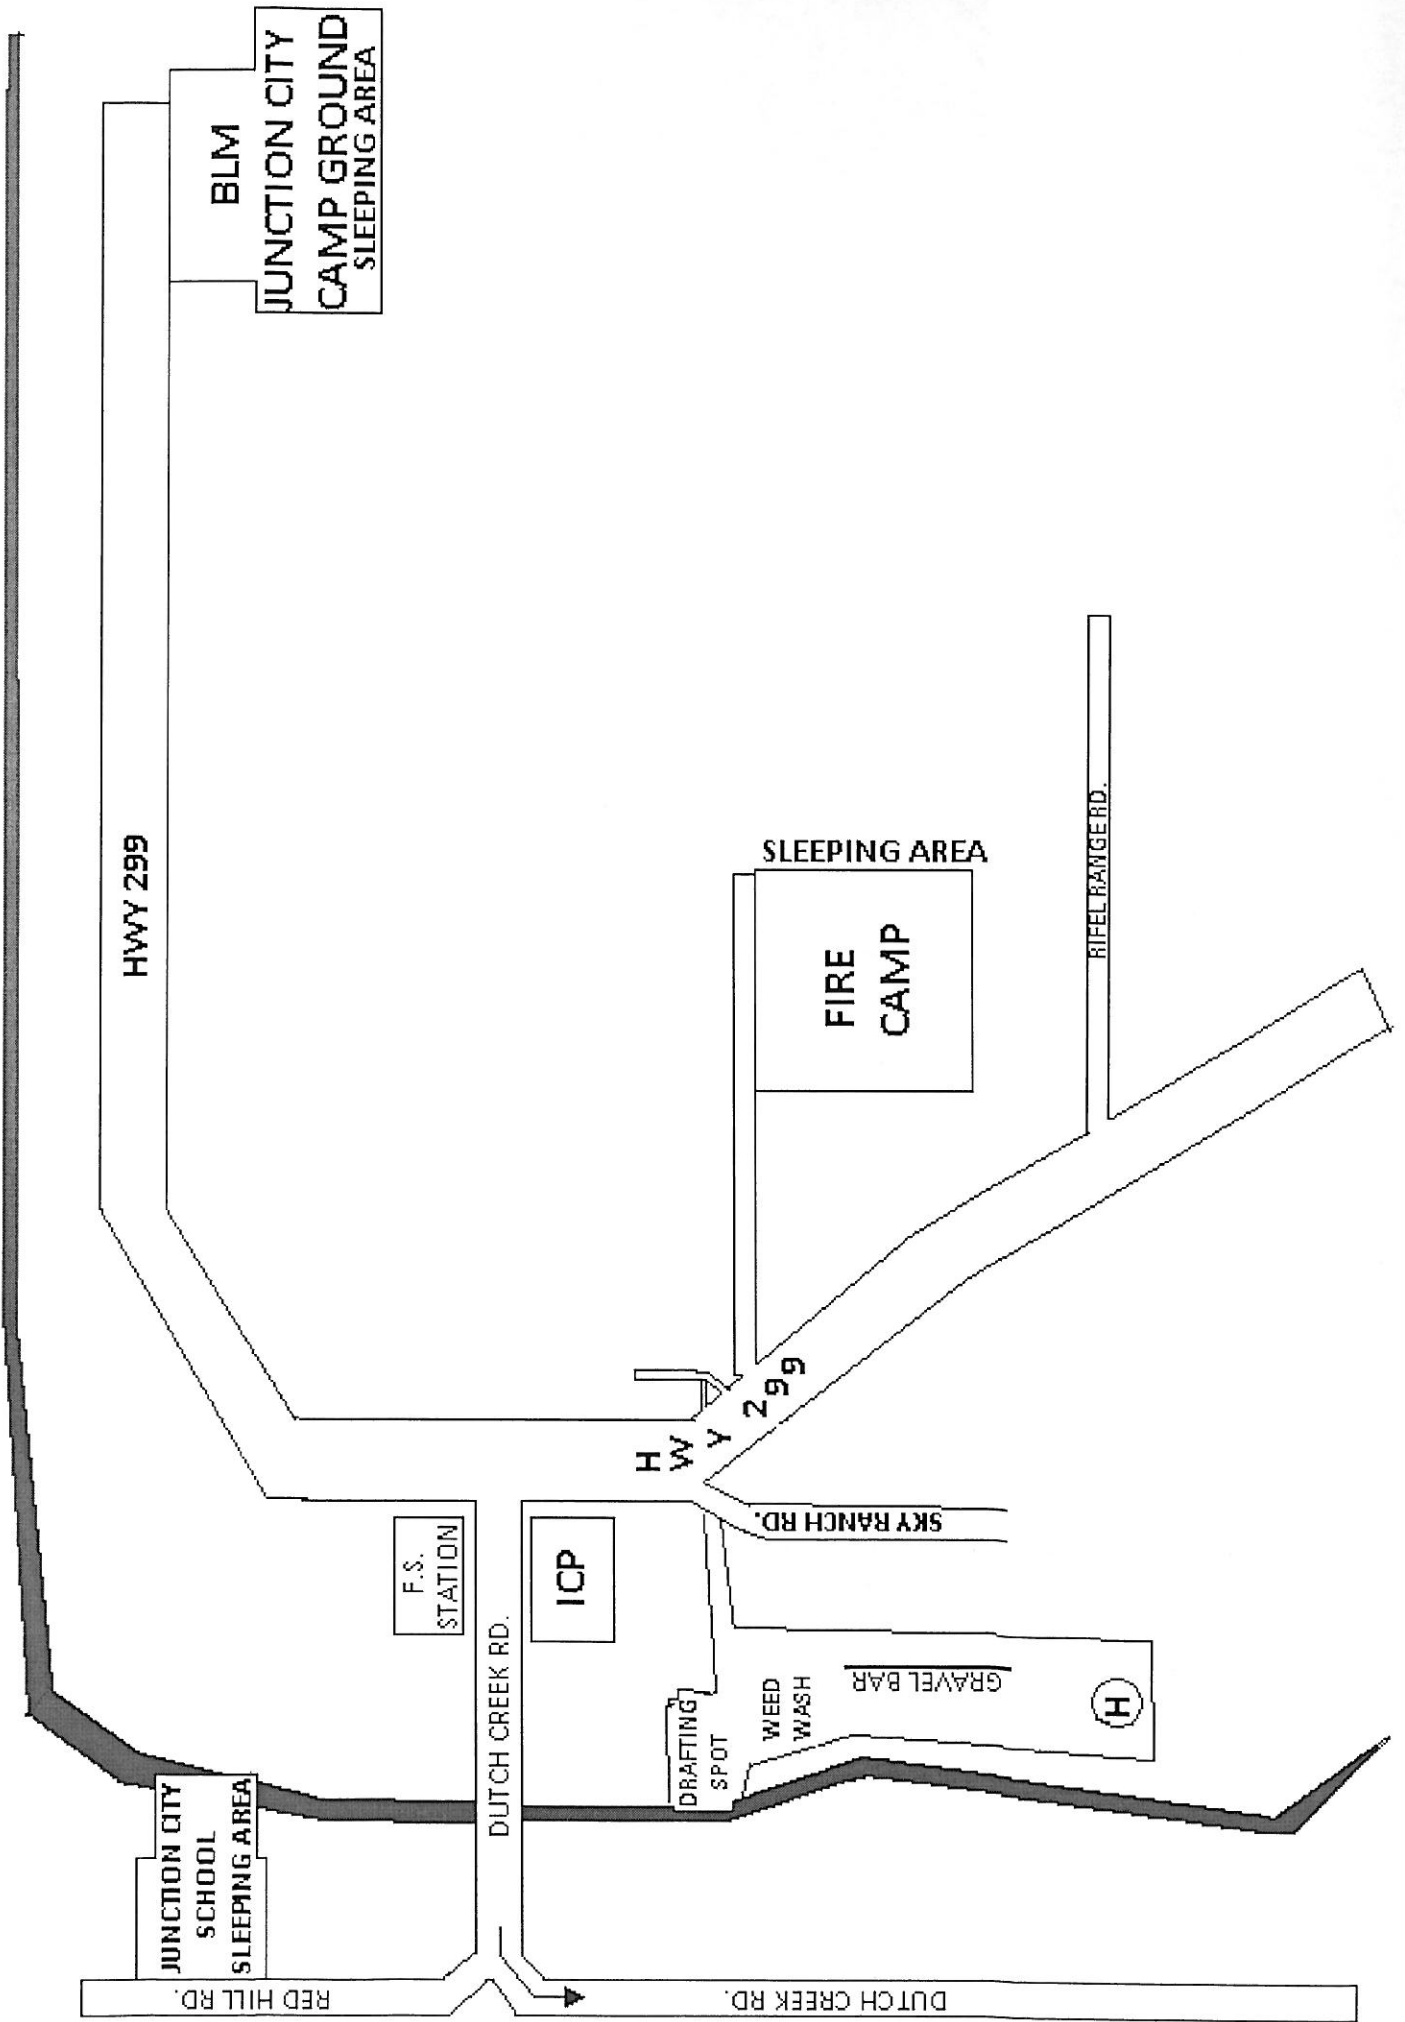 BLM
JUNCTION CITY
CAMP GROUND
SLEEPING AREA
HWY 299
SLEEPING AREA
FIRE
CAMP
RIFEL RANGE RD.
HWY 299
SKY RANCH RD.
F.S.
STATION
ICP
DUTCH CREEK RD.
DRAFTING
SPOT
WEED
WASH
GRAVEL BAR
H
JUNCTION CITY
SCHOOL
SLEEPING AREA
RED HILL RD.
DUTCH CREEK RD.